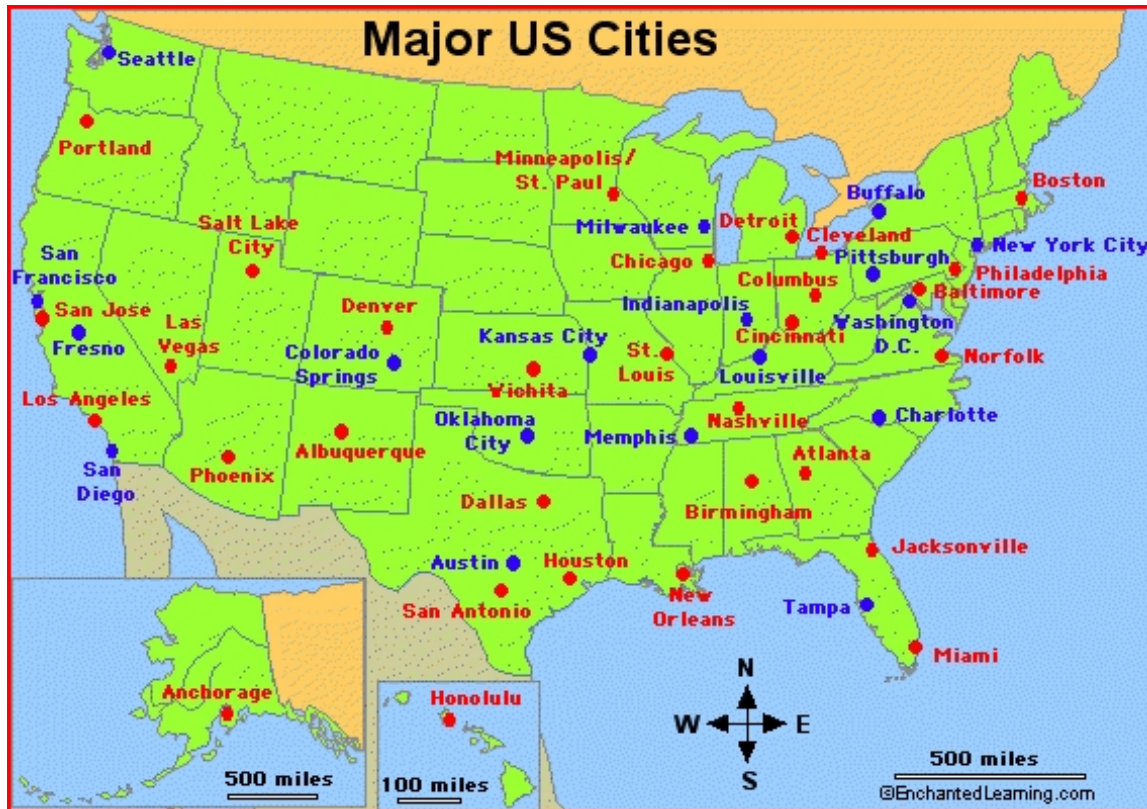 Major US Cities
Seattle
Portland
Minneapolis/
St. Paul
Boston
Buffalo
Salt Lake
City
Milwaukee
Detroit
Cleveland
New York City
San
Francisco
Chicago
Pittsburgh
Philadelphia
Columbus
Baltimore
San Jose
Denver
Indianapolis
Las
Vegas
Fresno
Kansas City
Cincinnati
Washington
D.C.
Colorado
Springs
St.
Louis
Norfolk
Wichita
Louisville
Los Angeles
Oklahoma
City
Nashville
Charlotte
Memphis
Albuquerque
Atlanta
San
Diego
Phoenix
Dallas
Birmingham
Jacksonville
Austin
Houston
San Antonio
New
Orleans
Tampa
Miami
Anchorage
Honolulu
N
W
E
S
500 miles
100 miles
500 miles
©EnchantedLearning.com